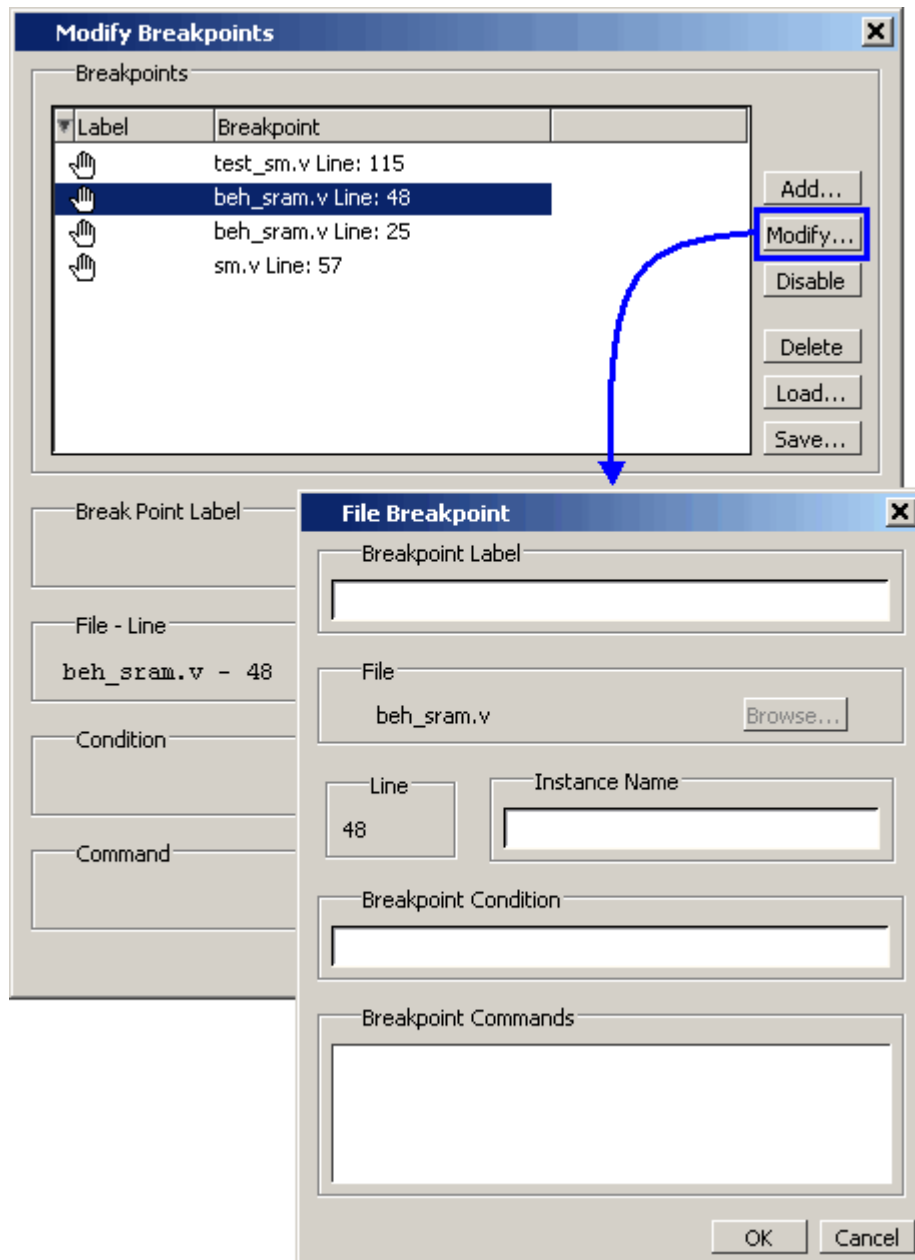 Modify Breakpoints
Breakpoints
Label Breakpoint
test_sm.v Line: 115
beh_sram.v Line: 48
beh_sram.v Line: 25
sm.v Line: 57
Add...
Modify...
Disable
Delete
Load...
Save...
Break Point Label
File - Line
beh_sram.v - 48
Condition
Command
File Breakpoint
Breakpoint Label
File
beh_sram.v Browse...
Line Instance Name
48
Breakpoint Condition
Breakpoint Commands
OK Cancel